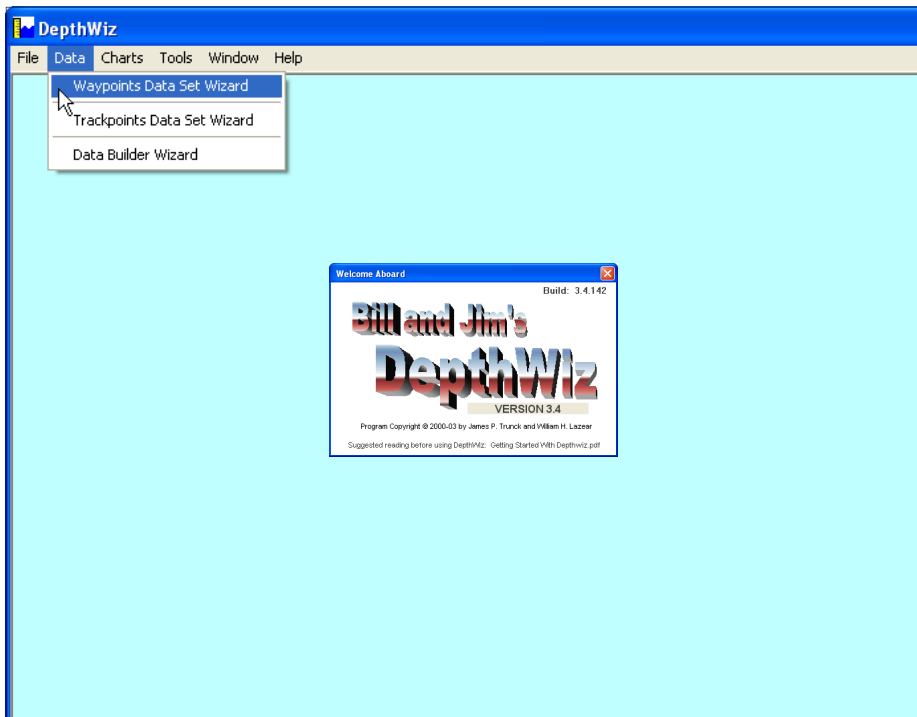 DepthWiz
File Data Charts Tools Window Help
Waypoints Data Set Wizard
Trackpoints Data Set Wizard
Data Builder Wizard
Welcome Aboard
Build: 3.4.142
Bill and Jim's
DepthWiz
VERSION 3.4
Program Copyright © 2000-03 by James P. Trunck and William H. Lazear
Suggested reading before using DepthWiz: Getting Started With Depthwiz.pdf